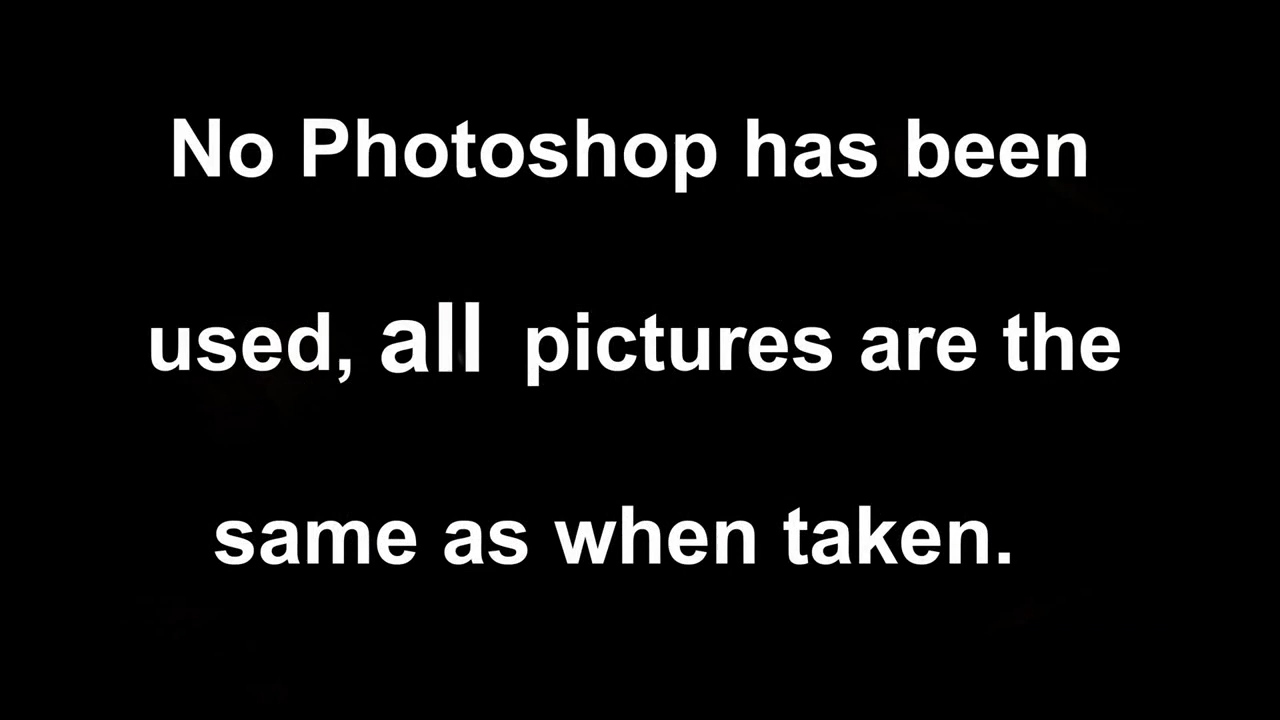 No Photoshop has been
used, all pictures are the
same as when taken.